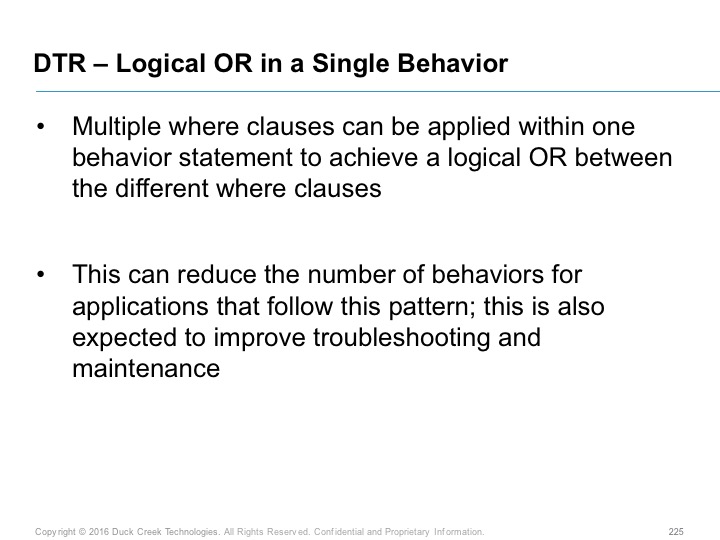 DTR – Logical OR in a Single Behavior
• Multiple where clauses can be applied within one
behavior statement to achieve a logical OR between
the different where clauses
• This can reduce the number of behaviors for
applications that follow this pattern; this is also
expected to improve troubleshooting and
maintenance
Copyright © 2016 Duck Creek Technologies. All Rights Reserved. Confidential and Proprietary Information. 225